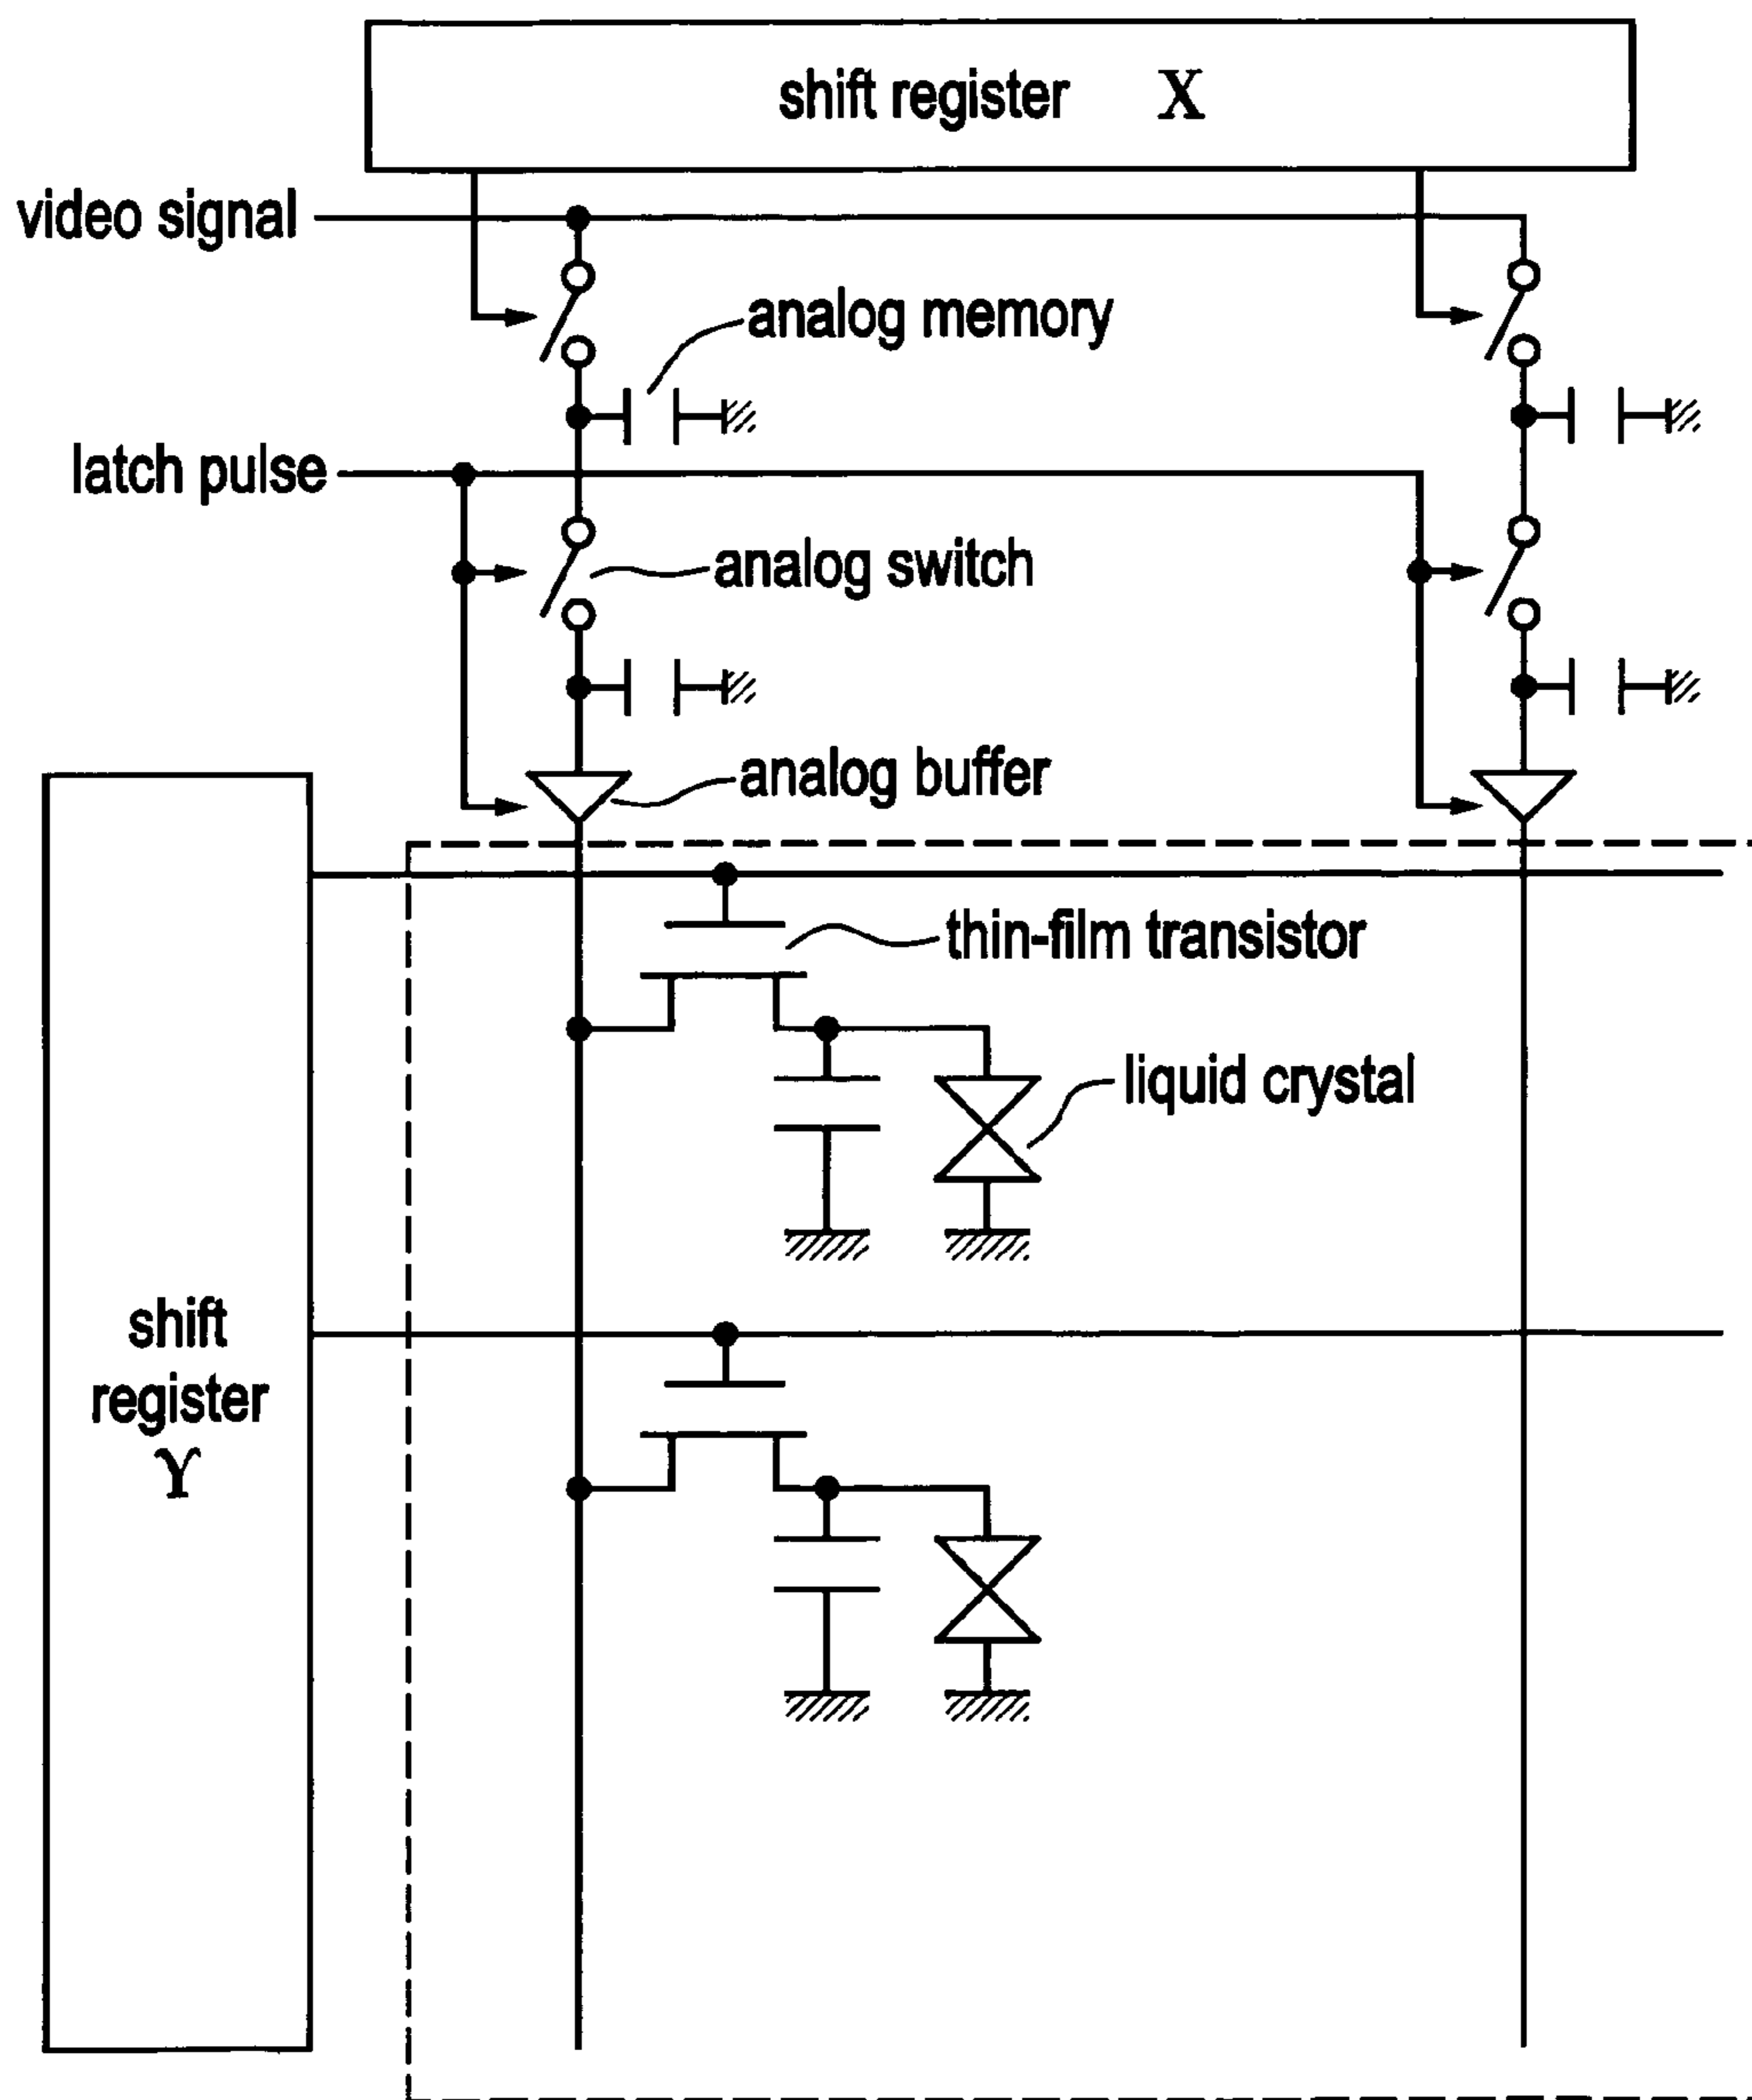 shift register X
video signal
analog memory
latch pulse
analog switch
analog buffer
thin-film transistor
liquid crystal
shift
register
Y